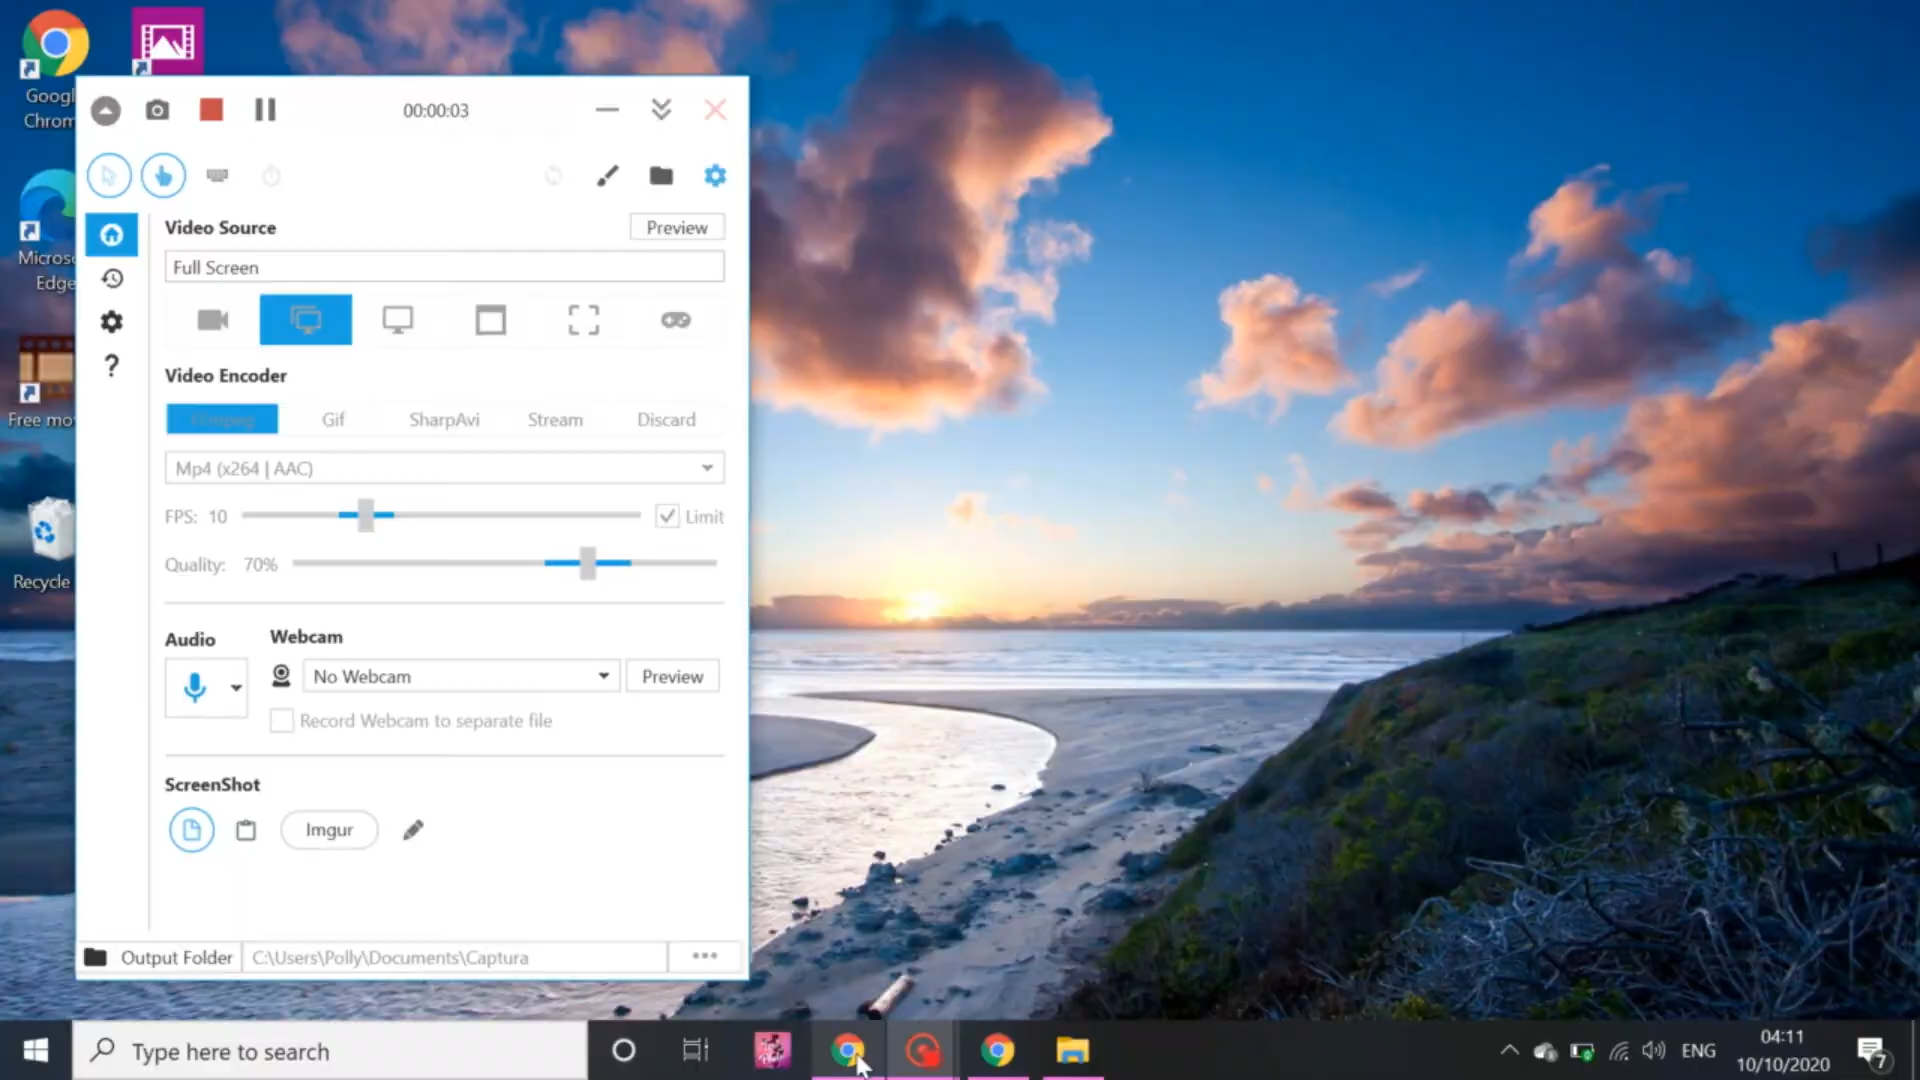 Googl
Chrom
Micros
Edge
Free mo
Recycle
00:00:03
Video Source
Preview
Full Screen
Video Encoder
Gif
SharpAvi
Stream
Discard
Mp4 (x264 | AAC)
FPS: 10
Limit
Quality: 70%
Audio
Webcam
No Webcam
Preview
Record Webcam to separate file
ScreenShot
Imgur
Output Folder
C:\Users\Polly\Documents\Captura
Type here to search
ENG
04:11
10/10/2020
7